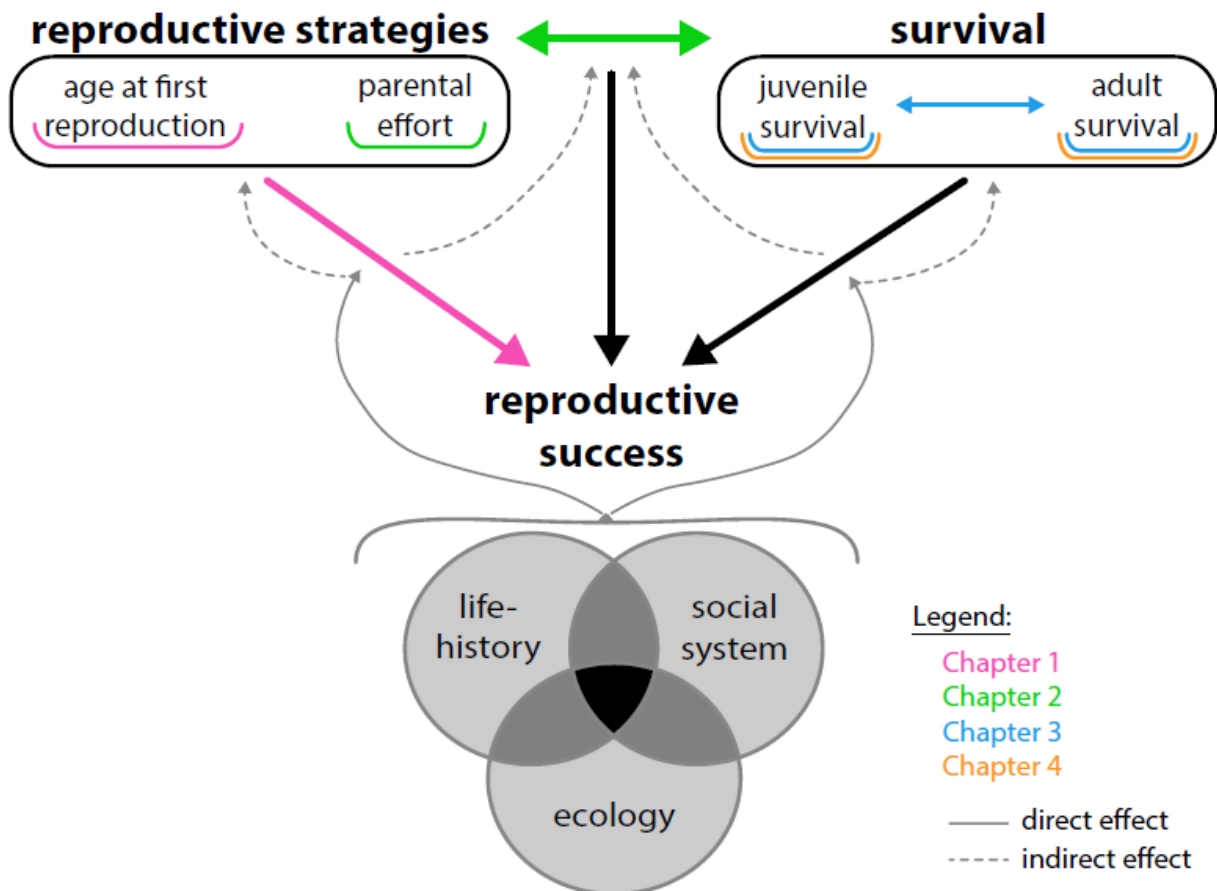 reproductive strategies
survival
age at first
reproduction
parental
effort
juvenile
survival
adult
survival
reproductive
success
life-
history
social
system
ecology
Legend:
Chapter 1
Chapter 2
Chapter 3
Chapter 4
direct effect
indirect effect